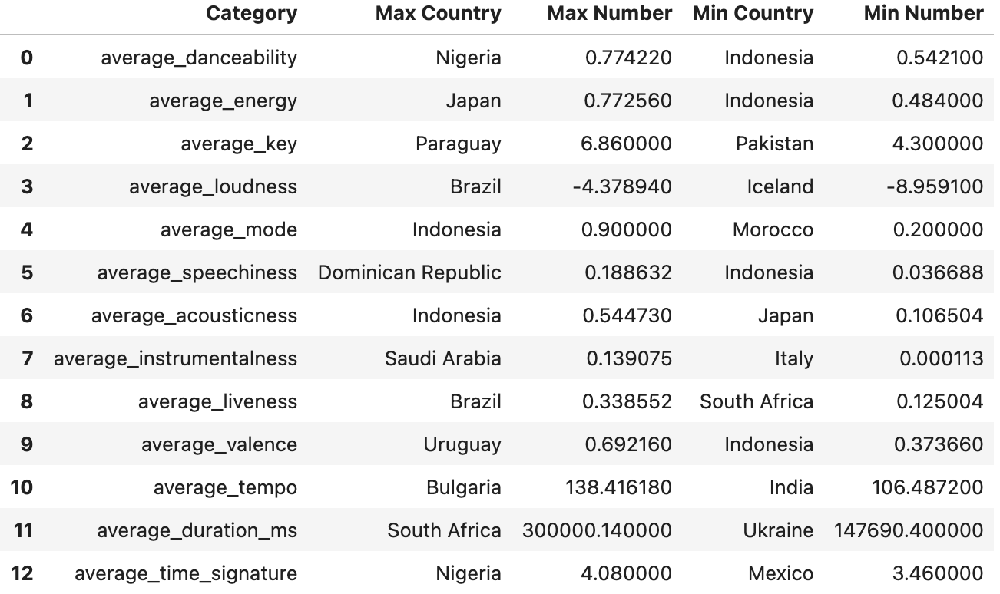 Category Max Country Max Number Min Country Min Number
0 average_danceability Nigeria 0.774220 Indonesia 0.542100
1 average_energy Japan 0.772560 Indonesia 0.484000
2 average_key Paraguay 6.860000 Pakistan 4.300000
3 average_loudness Brazil -4.378940 Iceland -8.959100
4 average_mode Indonesia 0.900000 Morocco 0.200000
5 average_speechiness Dominican Republic 0.188632 Indonesia 0.036688
6 average_acousticness Indonesia 0.544730 Japan 0.106504
7 average_instrumentalness Saudi Arabia 0.139075 Italy 0.000113
8 average_liveness Brazil 0.338552 South Africa 0.125004
9 average_valence Uruguay 0.692160 Indonesia 0.373660
10 average_tempo Bulgaria 138.416180 India 106.487200
11 average_duration_ms South Africa 300000.140000 Ukraine 147690.400000
12 average_time_signature Nigeria 4.080000 Mexico 3.460000